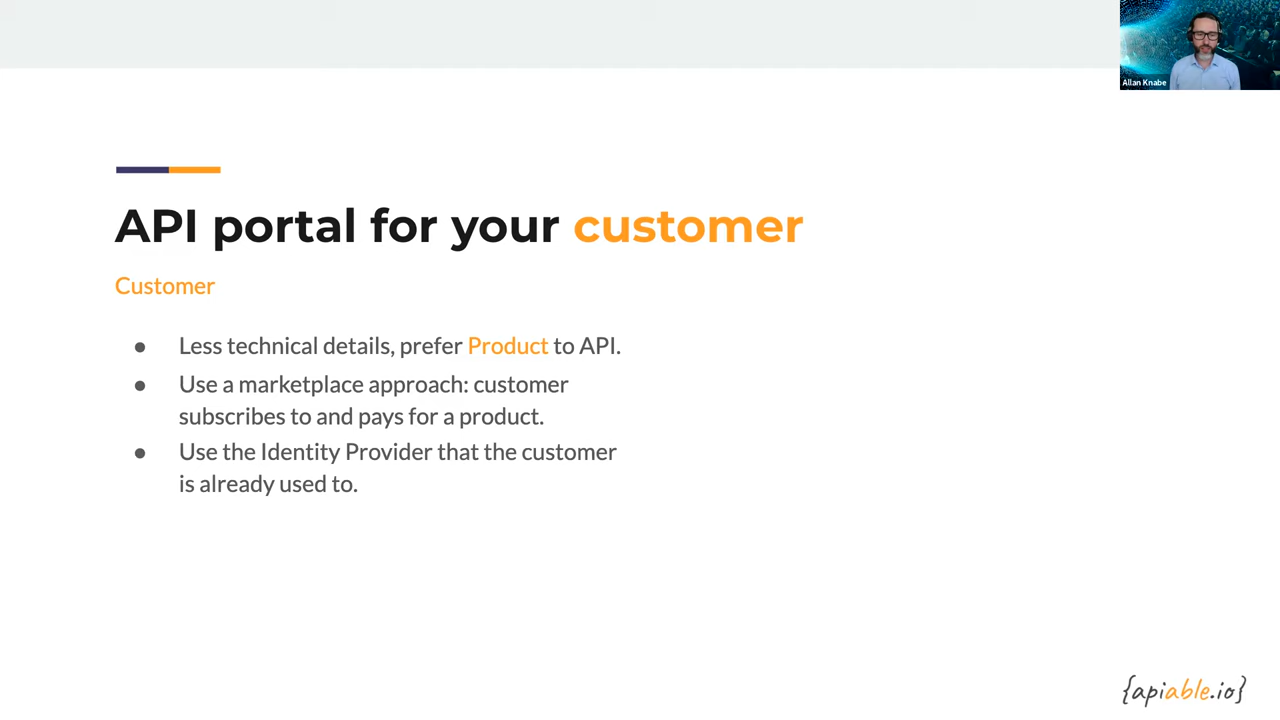 Allan Knabe
API portal for your customer
Customer
● Less technical details, prefer Product to API.
● Use a marketplace approach: customer
subscribes to and pays for a product.
● Use the Identity Provider that the customer
is already used to.
{apiable.io}